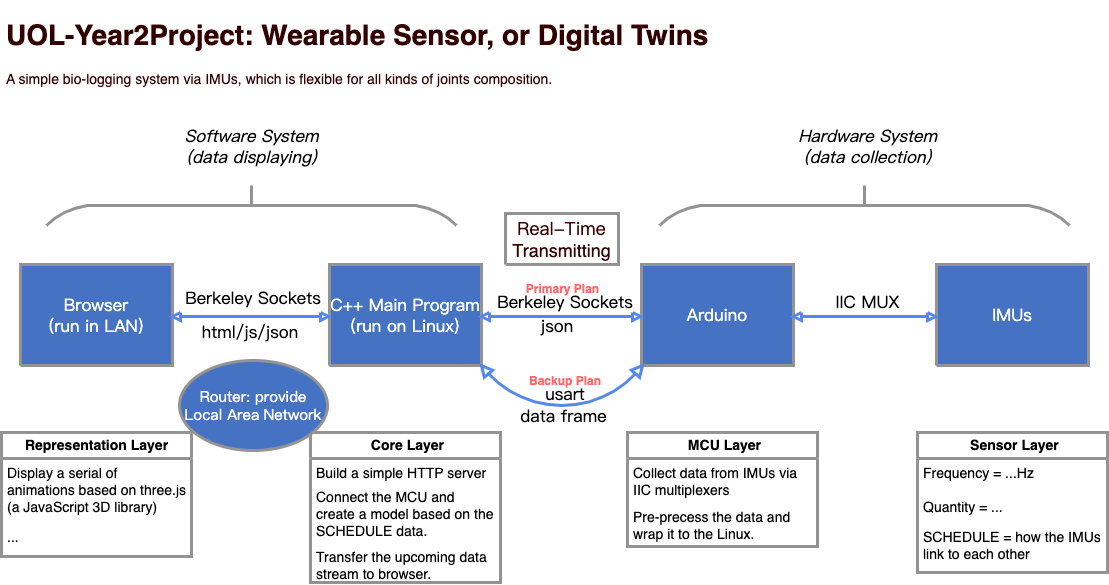 UOL-Year2Project: Wearable Sensor, or Digital Twins
A simple bio-logging system via IMUs, which is flexible for all kinds of joints composition.
Software System
(data displaying)
Hardware System
(data collection)
Real-Time
Transmitting
Browser
(run in LAN)
Berkeley Sockets
html/js/json
C++ Main Program
(run on Linux)
Primary Plan
Berkeley Sockets
json
Arduino
IIC MUX
IMUs
Backup Plan
usart
data frame
Router: provide
Local Area Network
Representation Layer
Display a serial of
animations based on three.js
(a JavaScript 3D library)
...
Core Layer
Build a simple HTTP server
Connect the MCU and
create a model based on the
SCHEDULE data.
Transfer the upcoming data
stream to browser.
MCU Layer
Collect data from IMUs via
IIC multiplexers
Pre-precess the data and
wrap it to the Linux.
Sensor Layer
Frequency = ...Hz
Quantity = ...
SCHEDULE = how the IMUs
link to each other